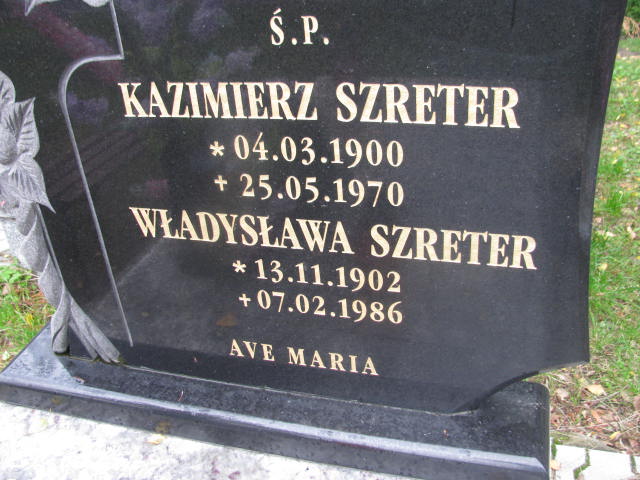 Ś.P.
KAZIMIERZ SZRETER
* 04.03.1900
+ 25.05.1970
WŁADYSŁAWA SZRETER
* 13.11.1902
+ 07.02.1986
AVE MARIA